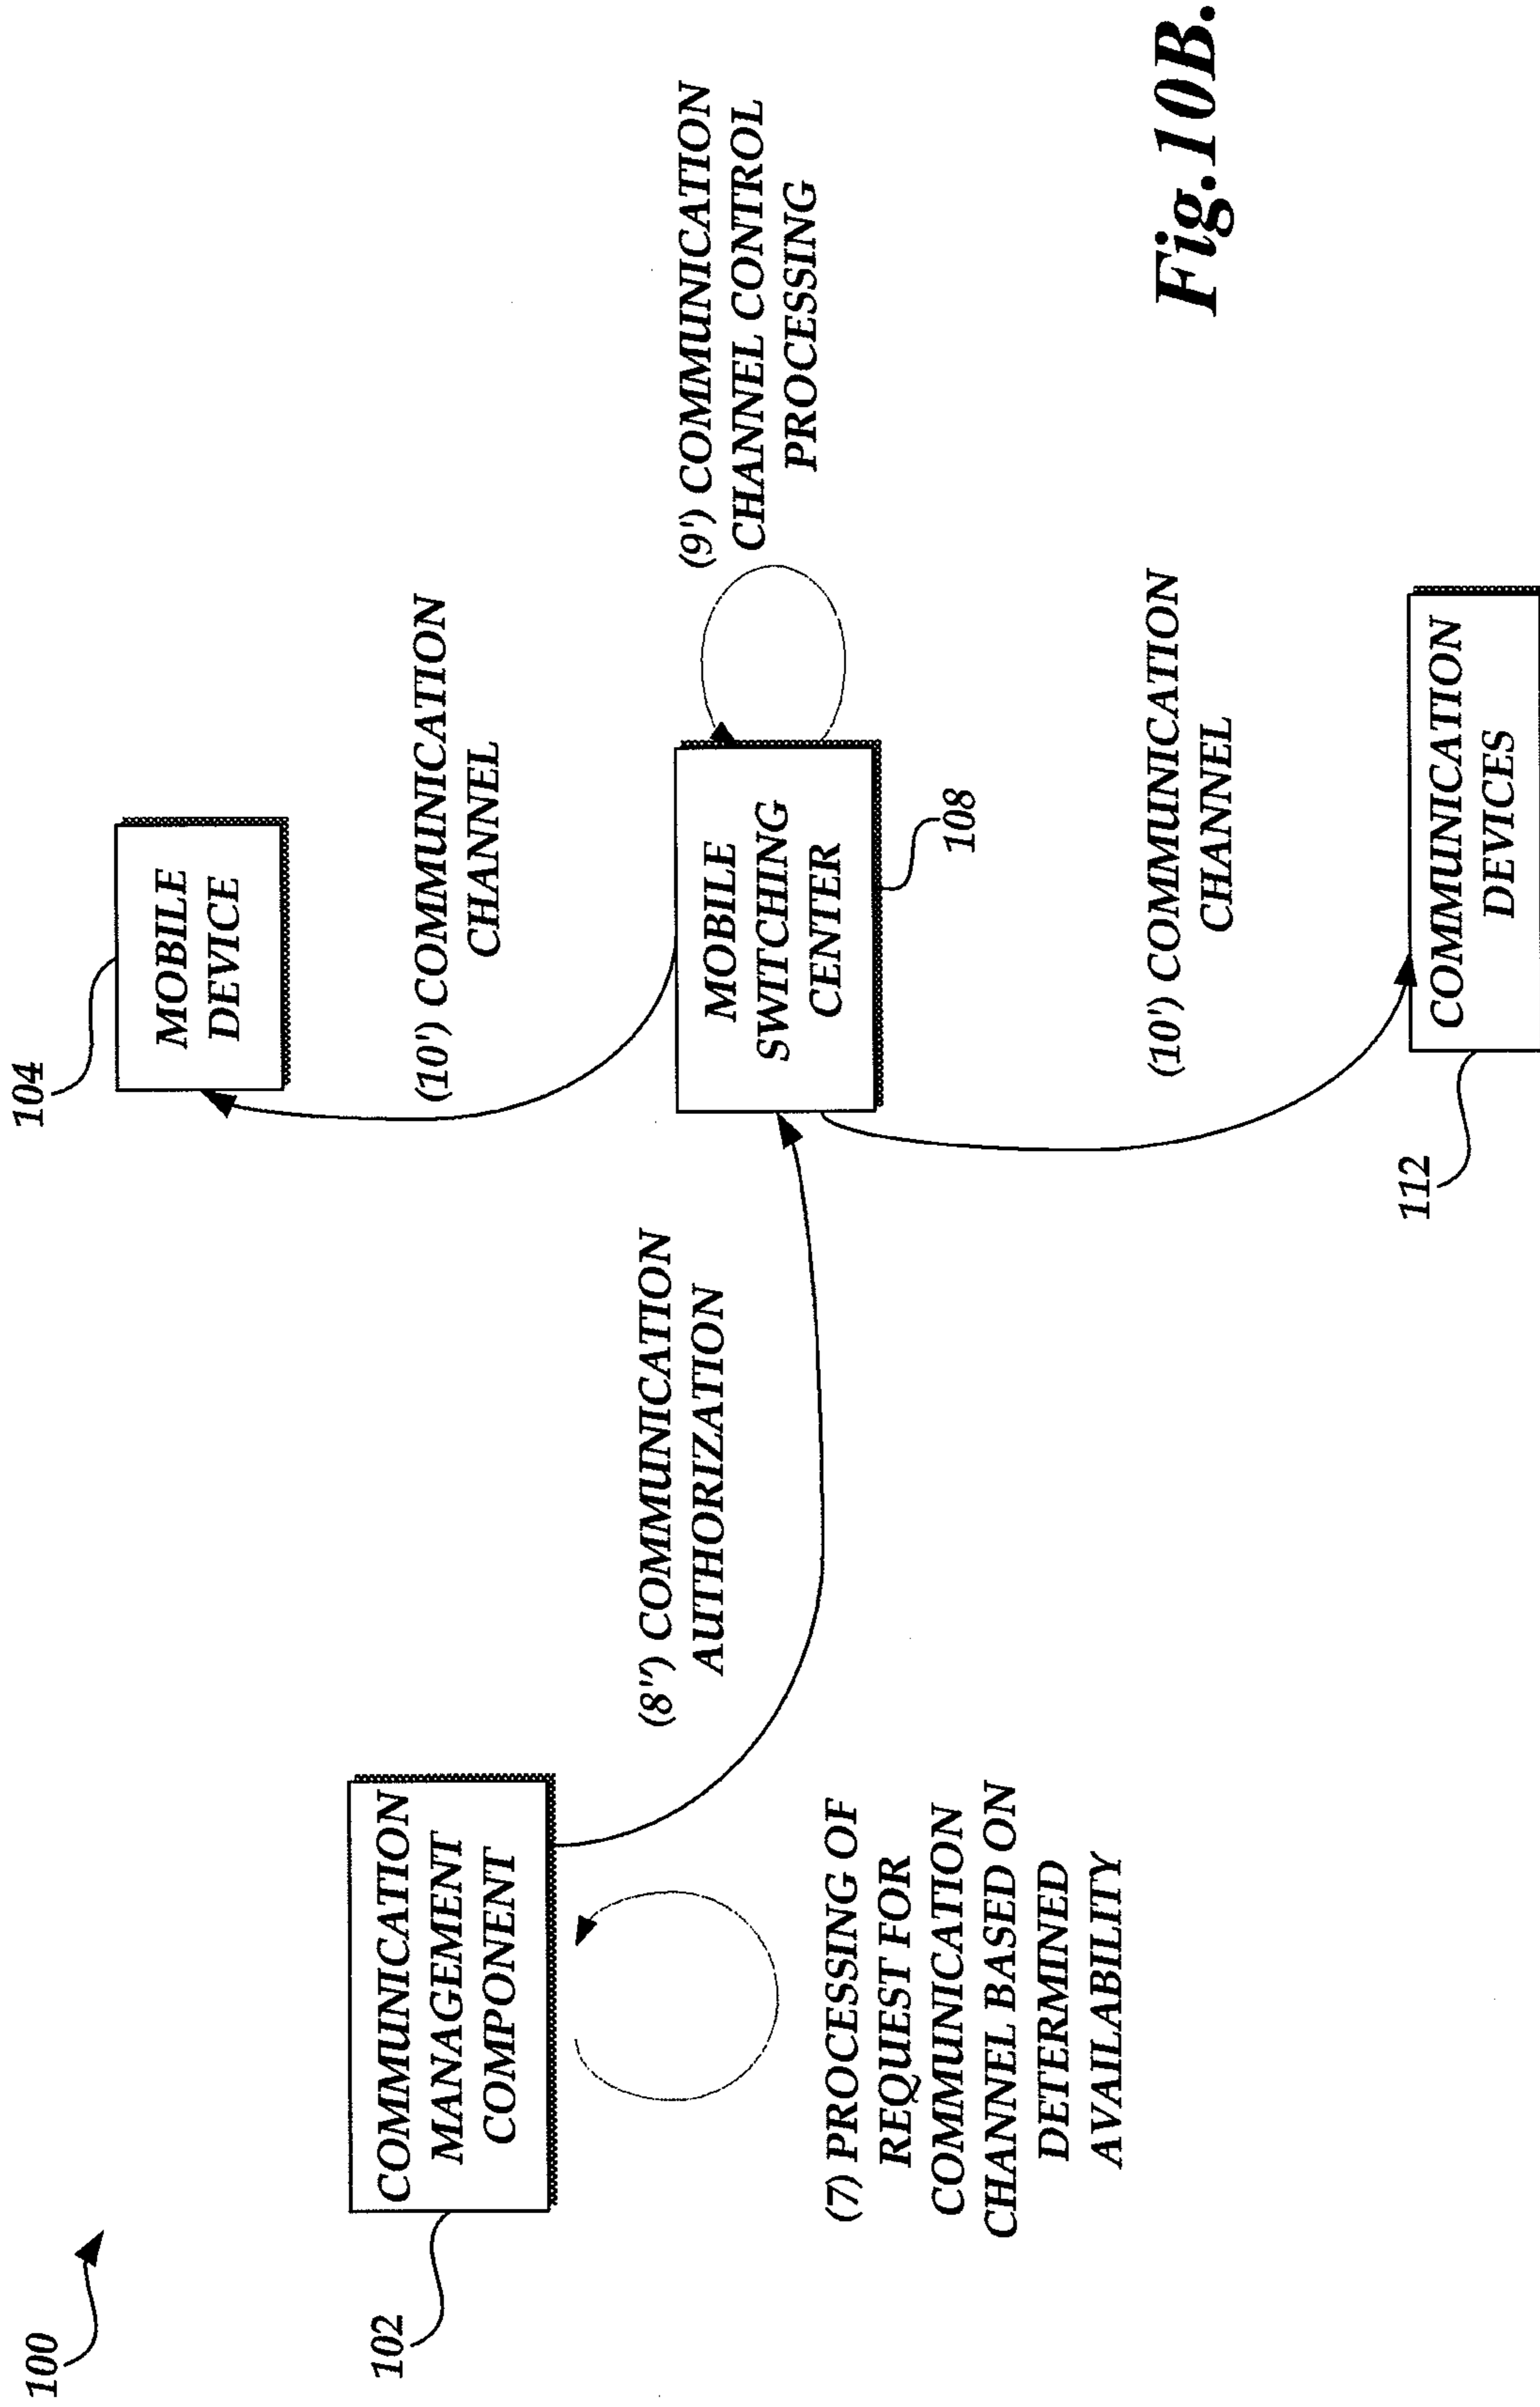 100
102
COMMUNICATION
MANAGEMENT
COMPONENT
(7) PROCESSING OF
REQUEST FOR
COMMUNICATION
CHANNEL BASED ON
DETERMINED
AVAILABILITY
(8'') COMMUNICATION
AUTHORIZATION
104
MOBILE
DEVICE
(10') COMMUNICATION
CHANNEL
MOBILE
SWITCHING
CENTER
108
(9') COMMUNICATION
CHANNEL CONTROL
PROCESSING
(10') COMMUNICATION
CHANNEL
112
COMMUNICATION
DEVICES
Fig.10B.